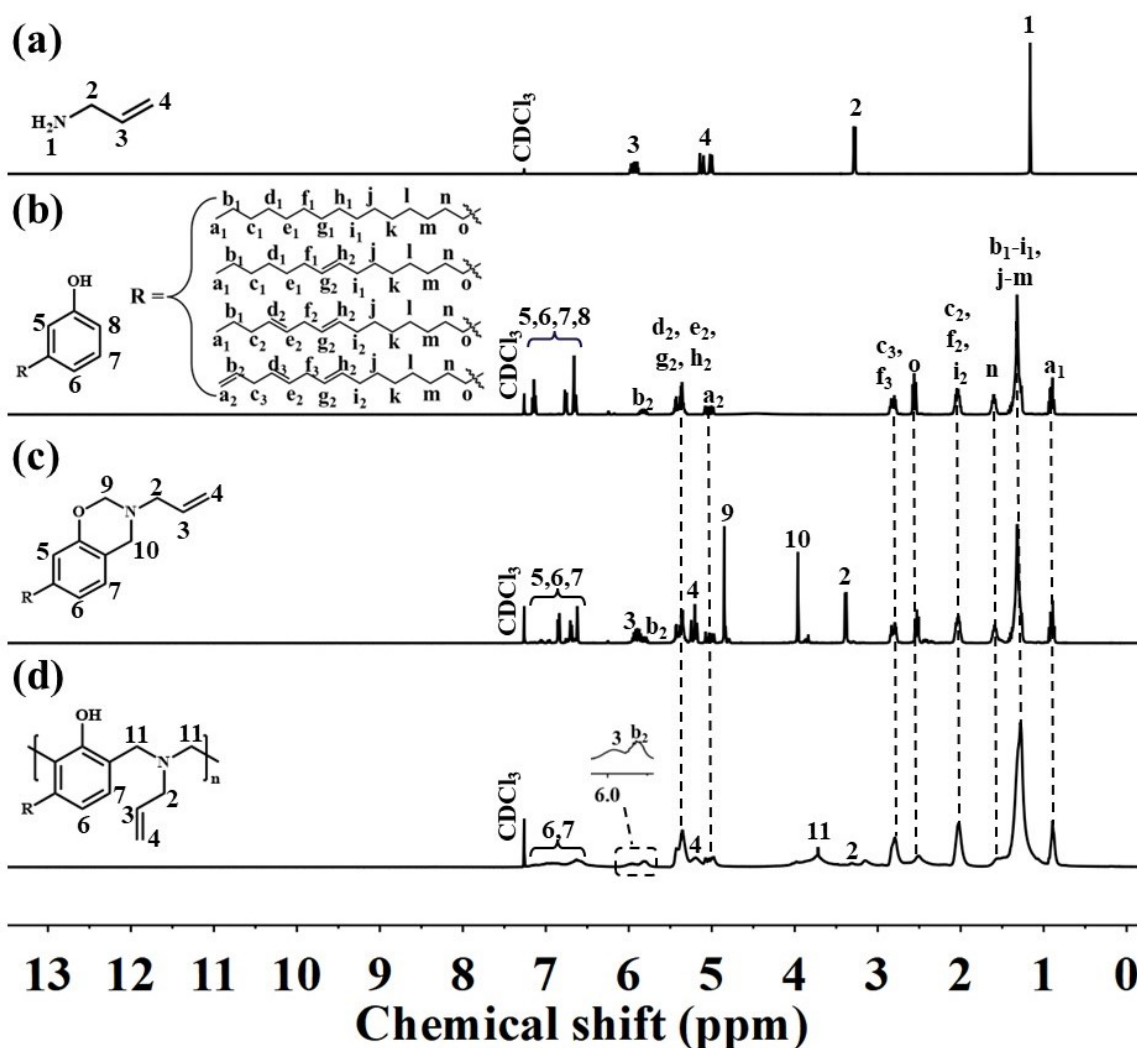 (a)
1
2
4
H₂N
3
1
CDCl₃
3
4
2
(b)
b₁ d₁ f₁ h₁ j l n
a₁ c₁ e₁ g₁ i₁ k m o
b₁ d₁ f₁ h₂ j l n
a₁ c₁ e₁ g₂ i₁ k m o
b₁ d₂ f₂ h₂ j l n
a₁ c₂ e₂ g₂ i₂ k m o
b₂ d₃ f₃ h₂ j l n
a₂ c₃ e₂ g₂ i₂ k m o
R =
OH
5
8
7
R
6
CDCl₃
5,6,7,8
b₂
d₂, e₂,
g₂, h₂
a₂
c₃,
f₃
o
c₂,
f₂,
i₂
n
b₁-i₁,
j-m
a₁
(c)
9
2
4
O
N
3
5
10
R
7
6
CDCl₃
5,6,7
3
b₂
4
9
10
2
(d)
OH
11
11
N
n
R
7
2
6
3
4
CDCl₃
6,7
3 b₂
6.0
4
11
2
13 12 11 10 9 8 7 6 5 4 3 2 1 0
Chemical shift (ppm)